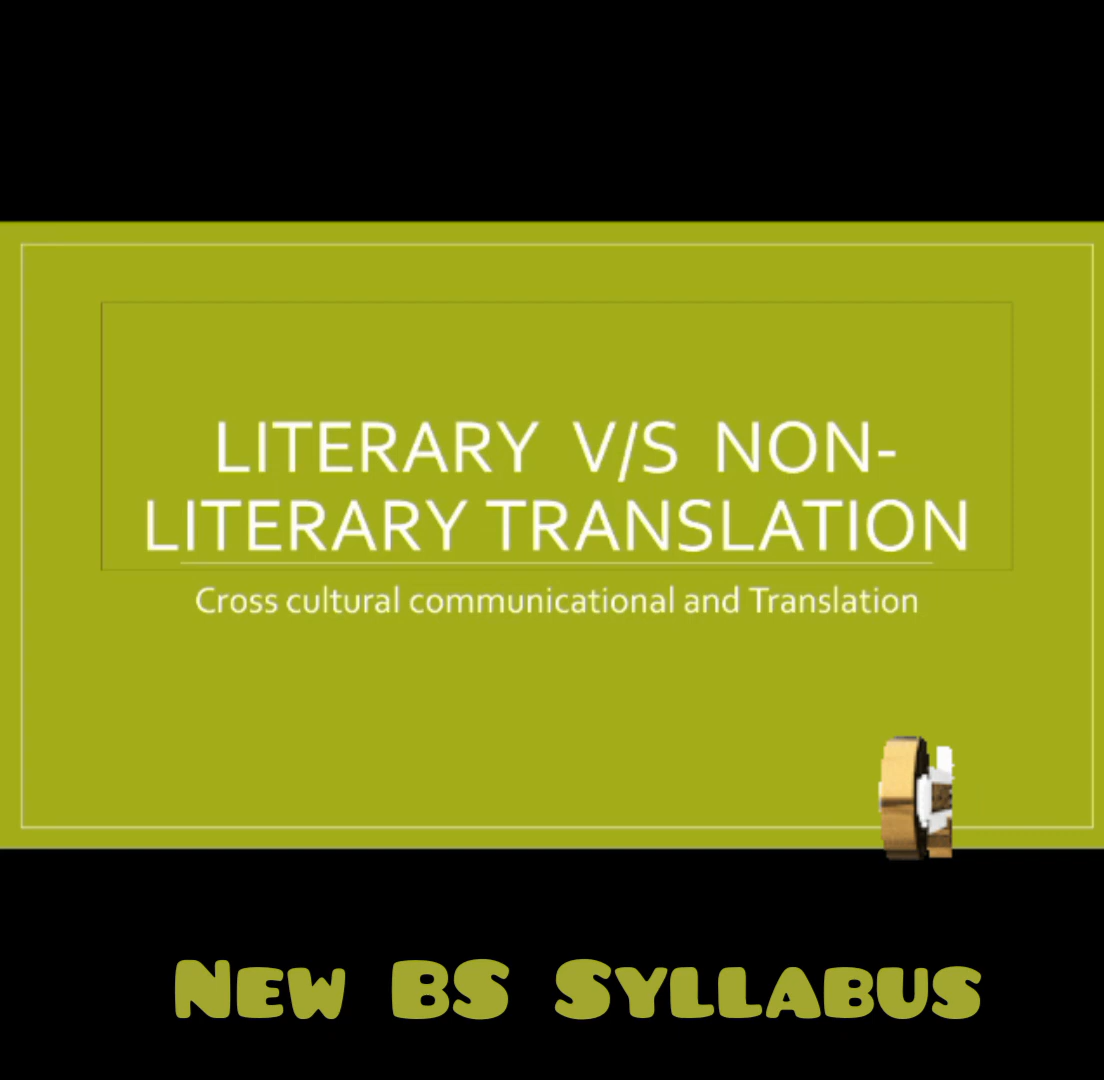 LITERARY V/S NON-
LITERARY TRANSLATION
Cross cultural communicational and Translation
NEW BS SYLLABUS